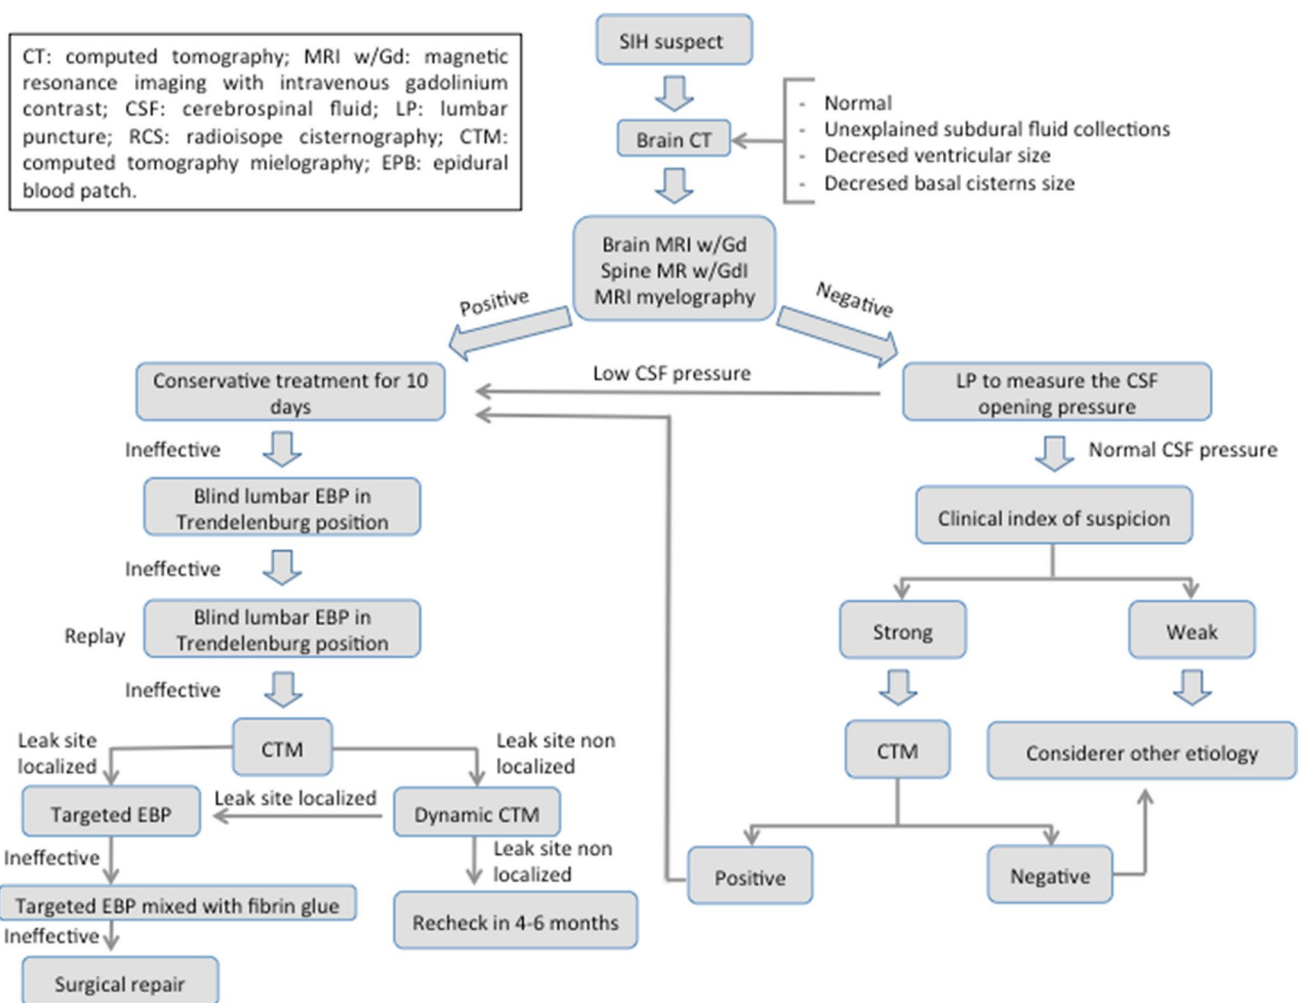 CT: computed tomography; MRI w/Gd: magnetic
resonance imaging with intravenous gadolinium
contrast; CSF: cerebrospinal fluid; LP: lumbar
puncture; RCS: radioisope cisternography; CTM:
computed tomography mielography; EPB: epidural
blood patch.
SIH suspect
Brain CT
- Normal
- Unexplained subdural fluid collections
- Decresed ventricular size
- Decresed basal cisterns size
Brain MRI w/Gd
Spine MR w/GdI
MRI myelography
Positive
Negative
Conservative treatment for 10
days
Low CSF pressure
LP to measure the CSF
opening pressure
Ineffective
Normal CSF pressure
Blind lumbar EBP in
Trendelenburg position
Clinical index of suspicion
Ineffective
Replay
Blind lumbar EBP in
Trendelenburg position
Strong
Weak
Ineffective
CTM
Leak site
localized
Leak site non
localized
CTM
Considerer other etiology
Targeted EBP
Leak site localized
Dynamic CTM
Ineffective
Leak site non
localized
Positive
Negative
Targeted EBP mixed with fibrin glue
Recheck in 4-6 months
Ineffective
Surgical repair